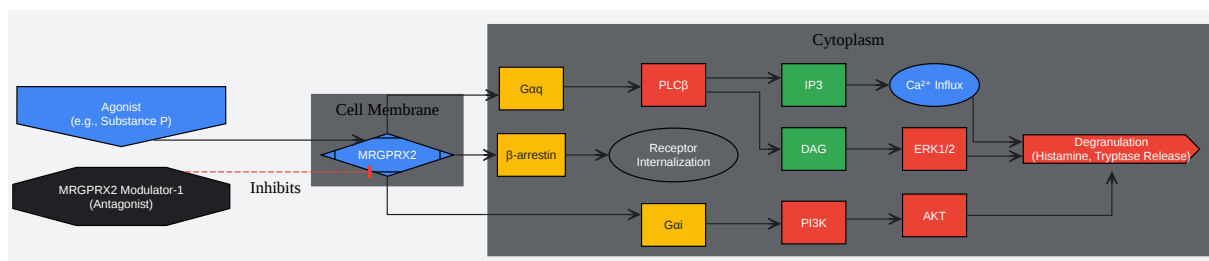 Cytoplasm
Agonist
(e.g., Substance P)
Cell Membrane
MRGPRX2
MRGPRX2 Modulator-1
(Antagonist)
Inhibits
Gαq
PLCβ
IP3
Ca²⁺ Influx
β-arrestin
Receptor
Internalization
DAG
ERK1/2
Degranulation
(Histamine, Tryptase Release)
Gαi
PI3K
AKT